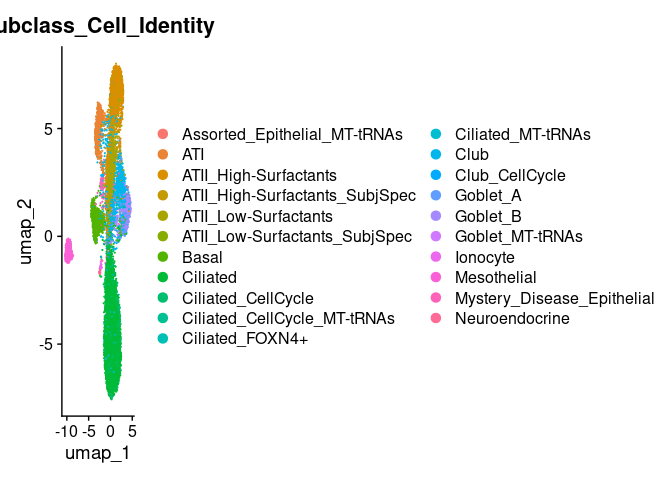 ubclass_Cell_Identity
Assorted_Epithelial_MT-tRNAs
ATI
ATII_High-Surfactants
ATII_High-Surfactants_SubjSpec
ATII_Low-Surfactants
ATII_Low-Surfactants_SubjSpec
Basal
Ciliated
Ciliated_CellCycle
Ciliated_CellCycle_MT-tRNAs
Ciliated_FOXN4+
Ciliated_MT-tRNAs
Club
Club_CellCycle
Goblet_A
Goblet_B
Goblet_MT-tRNAs
Ionocyte
Mesothelial
Mystery_Disease_Epithelial
Neuroendocrine
umap_2
5
0
-5
-10 -5 0 5
umap_1